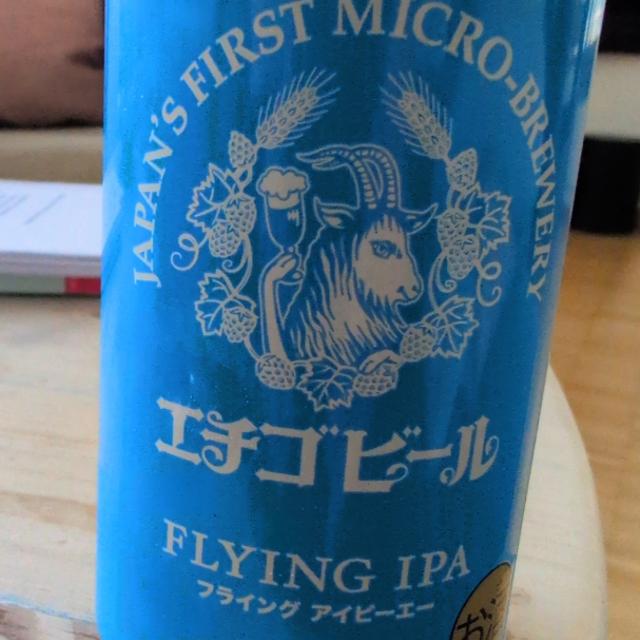 JAPAN'S FIRST MICRO-BREWERY
エチゴビール
FLYING IPA
フライング アイピーエー
お